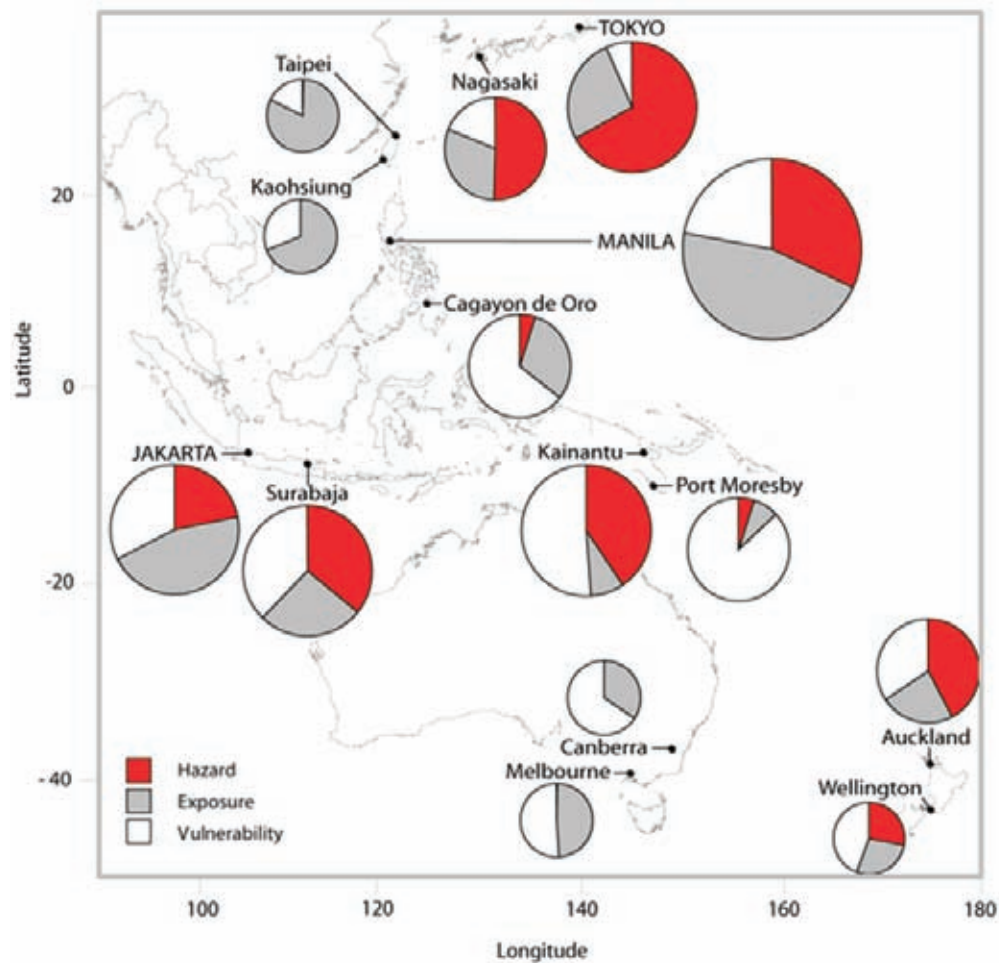 TOKYO
Taipei
Nagasaki
Kaohsiung
20
MANILA
Cagayon de Oro
Latitude
0
JAKARTA
Kainantu
Surabaja
Port Moresby
-20
Canberra
Auckland
Hazard
Melbourne
-40
Wellington
Exposure
Vulnerability
100
120
140
160
180
Longitude